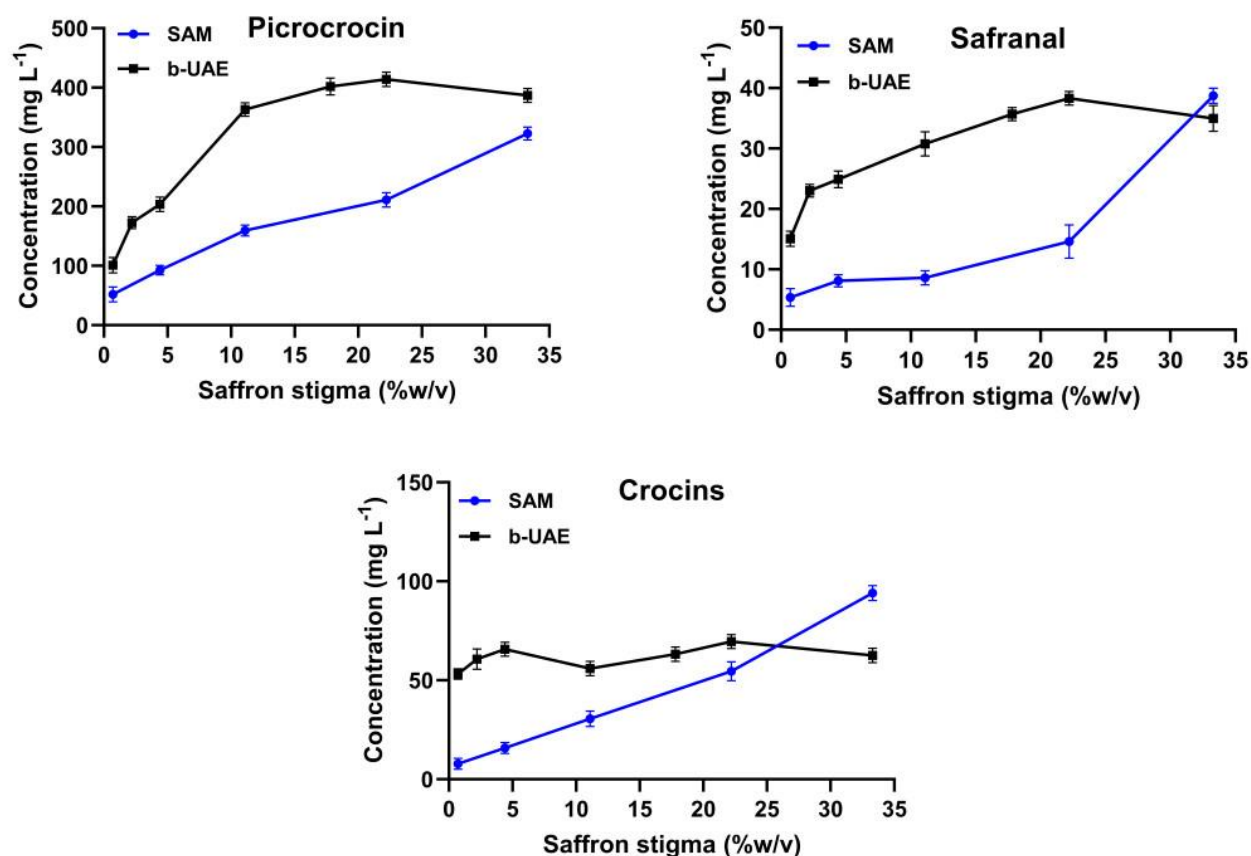 Picrocrocin
SAM
b-UAE
Concentration (mg L⁻¹)
500
400
300
200
100
0
0 5 10 15 20 25 30 35
Saffron stigma (%w/v)
Safranal
SAM
b-UAE
Concentration (mg L⁻¹)
50
40
30
20
10
0
0 5 10 15 20 25 30 35
Saffron stigma (%w/v)
Crocins
SAM
b-UAE
Concentration (mg L⁻¹)
150
100
50
0
0 5 10 15 20 25 30 35
Saffron stigma (%w/v)